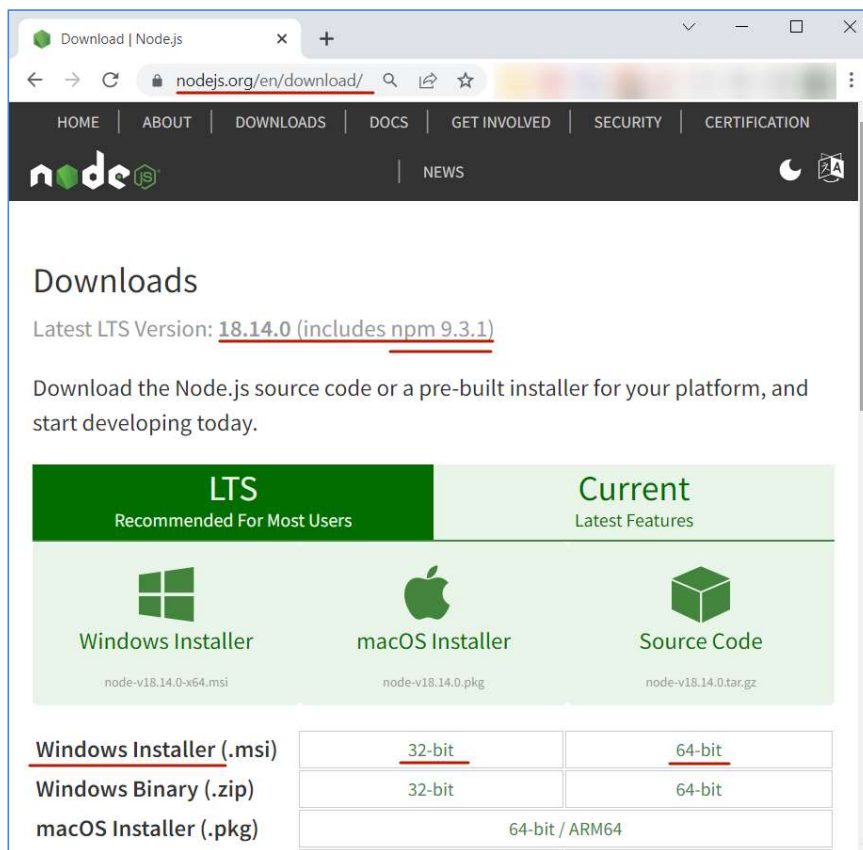 Download | Node.js
nodejs.org/en/download/
HOME | ABOUT | DOWNLOADS | DOCS | GET INVOLVED | SECURITY | CERTIFICATION
node JS | NEWS
Downloads
Latest LTS Version: 18.14.0 (includes npm 9.3.1)
Download the Node.js source code or a pre-built installer for your platform, and
start developing today.
LTS Current
Recommended For Most Users Latest Features
Windows Installer macOS Installer Source Code
node-v18.14.0-x64.msi node-v18.14.0.pkg node-v18.14.0.tar.gz
Windows Installer (.msi) 32-bit 64-bit
Windows Binary (.zip) 32-bit 64-bit
macOS Installer (.pkg) 64-bit / ARM64